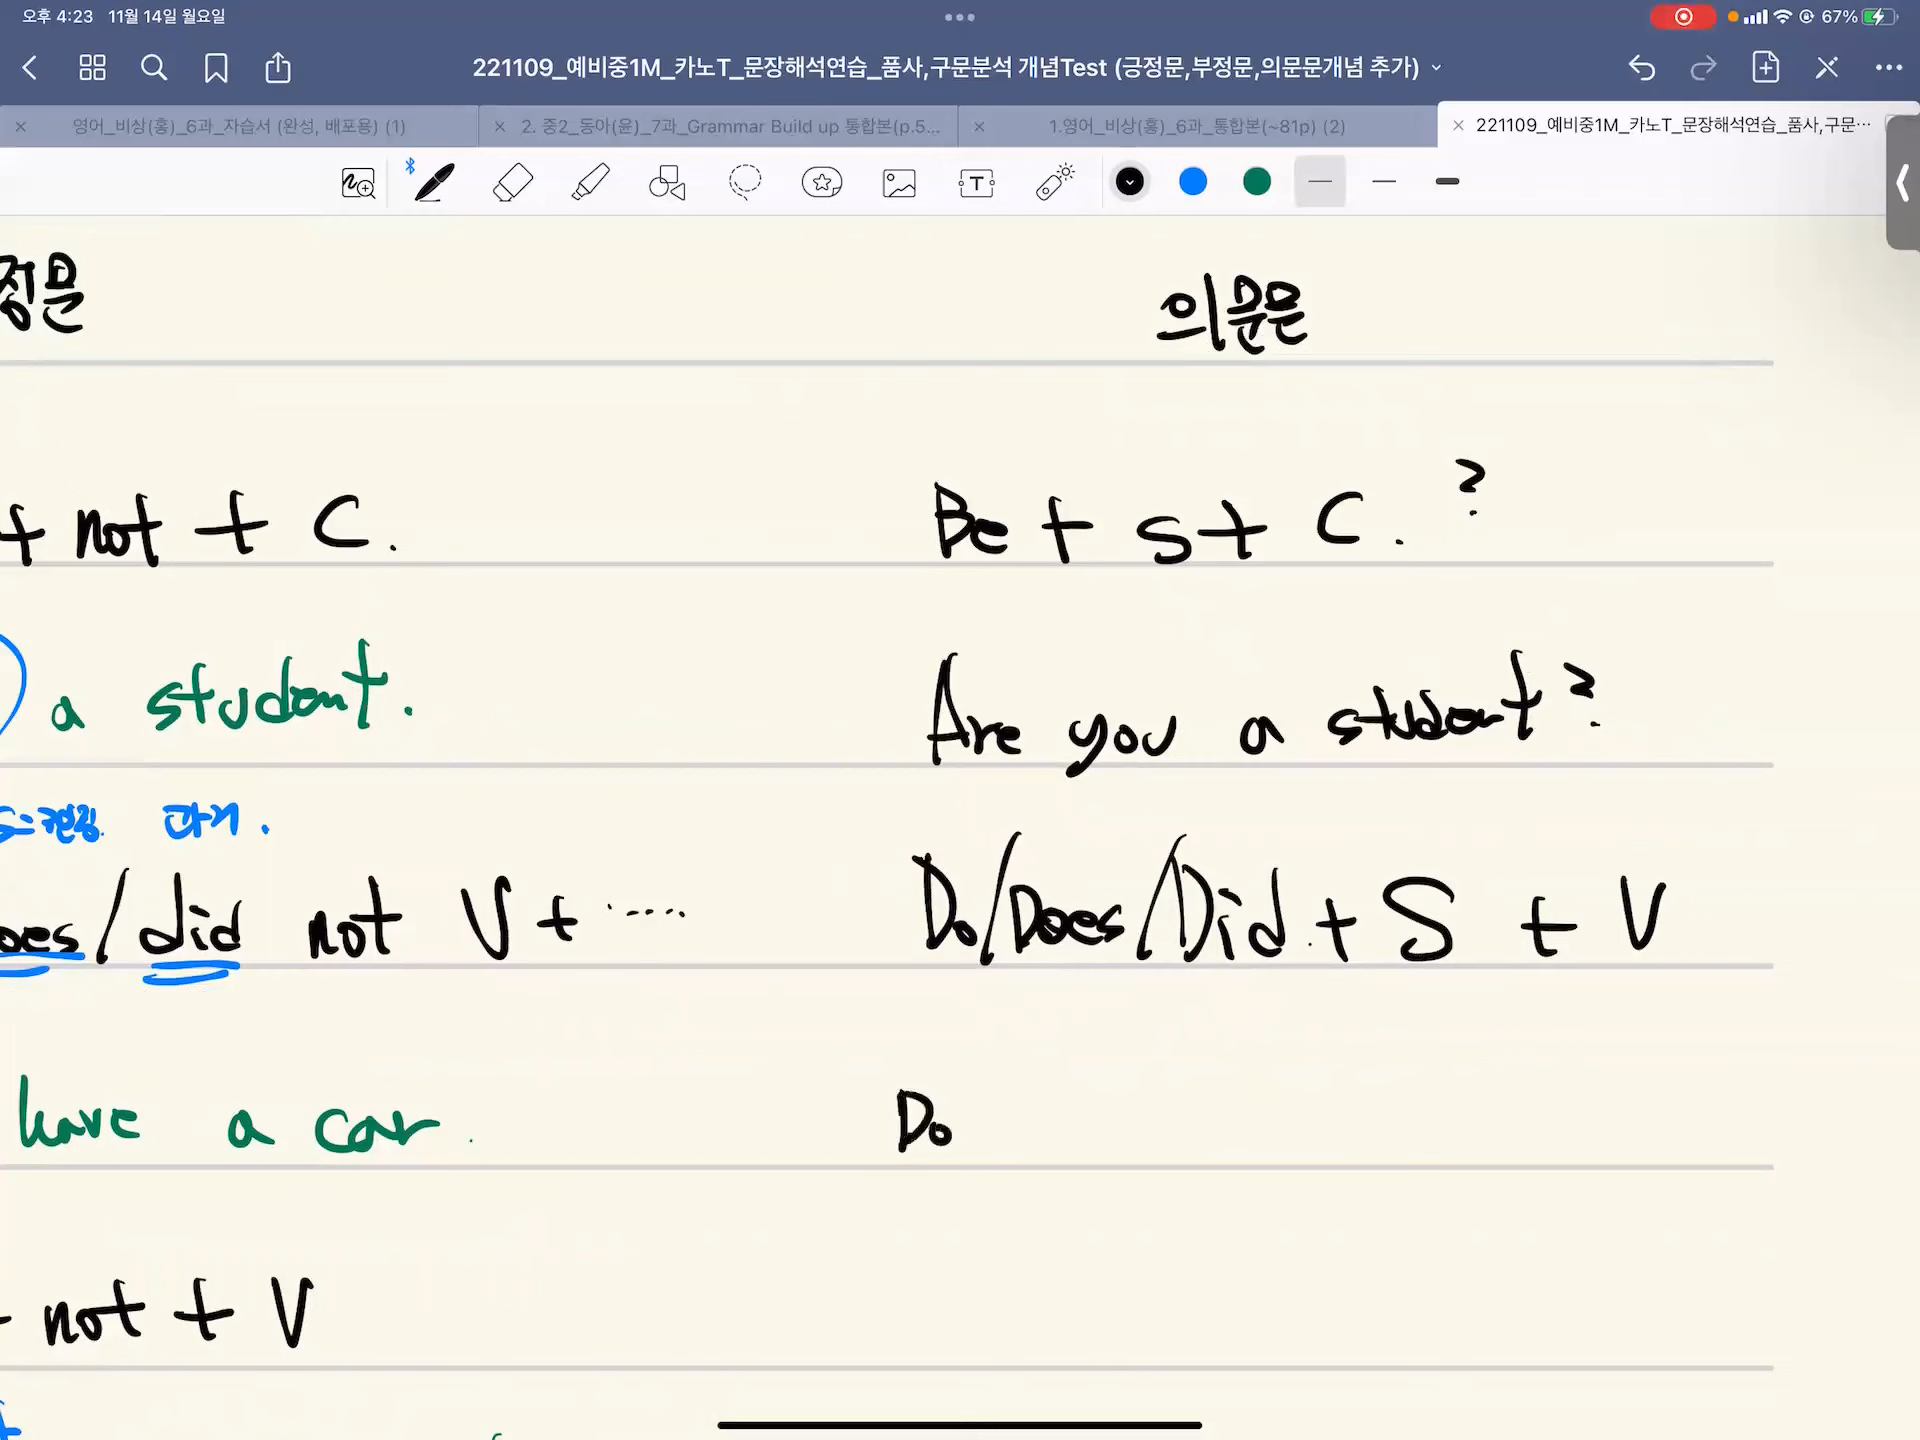 오후 4:23 11월 14일 월요일
67%
221109_예비중1M_카노T_문장해석연습_품사,구문분석 개념Test (긍정문,부정문,의문문개념 추가)
영어_비상(홍)_6과_자습서 (완성, 배포용) (1)
2. 중2_동아(윤)_7과_Grammar Build up 통합본(p.5...
1.영어_비상(홍)_6과_통합본(~81p) (2)
221109_예비중1M_카노T_문장해석연습_품사,구문…
정문 의문문
+ not + C. Be + S + C. ?
a student. Are you a student?
과거.
oes/did not V + ..... Do/Does/Did + S + V
have a car. Do
not + V